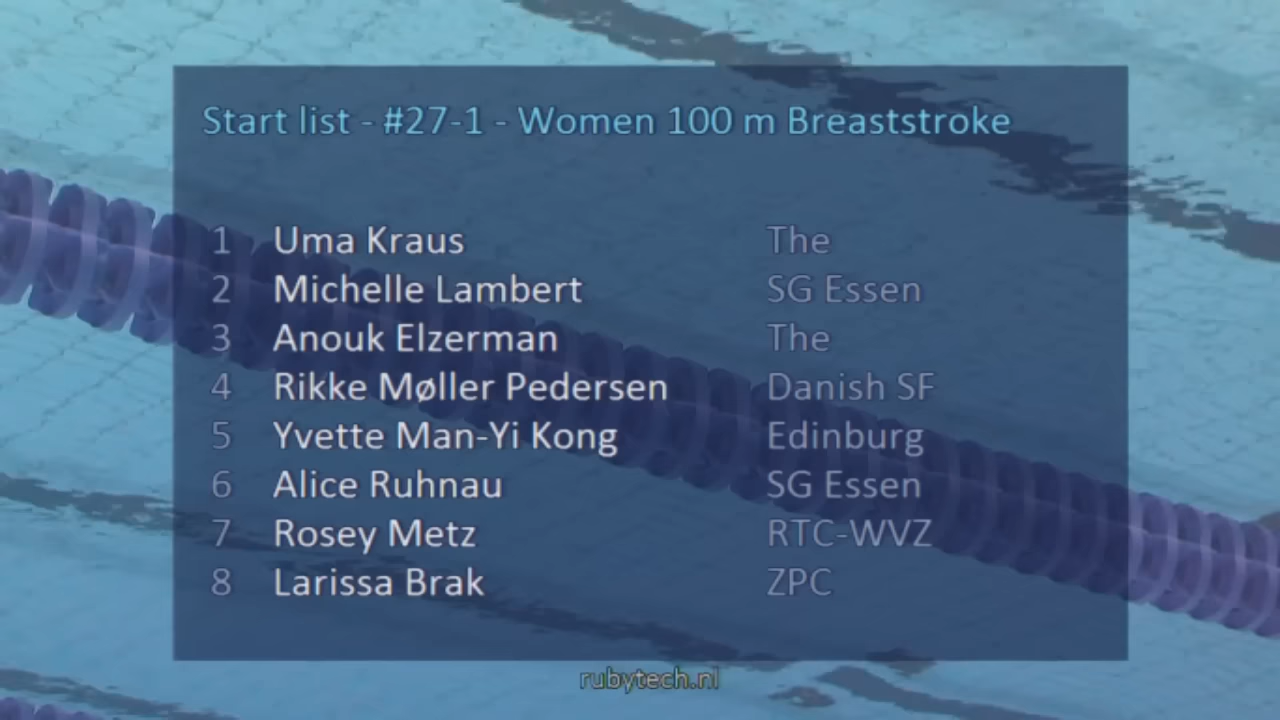 Start list - #27-1 - Women 100 m Breaststroke
1 Uma Kraus The
2 Michelle Lambert SG Essen
3 Anouk Elzerman The
4 Rikke Møller Pedersen Danish SF
5 Yvette Man-Yi Kong Edinburg
6 Alice Ruhnau SG Essen
7 Rosey Metz RTC-WVZ
8 Larissa Brak ZPC
rubytech.nl